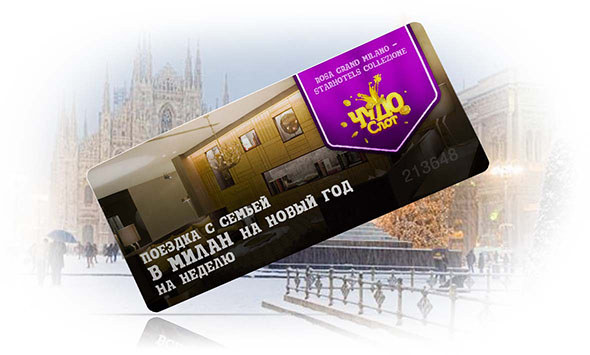 ROSA GRAND MILANO –
STARHOTELS COLLEZIONE
ЧУДО
Слот
213648
ПОЕЗДКА С СЕМЬЕЙ
В МИЛАН НА НОВЫЙ ГОД
НА НЕДЕЛЮ